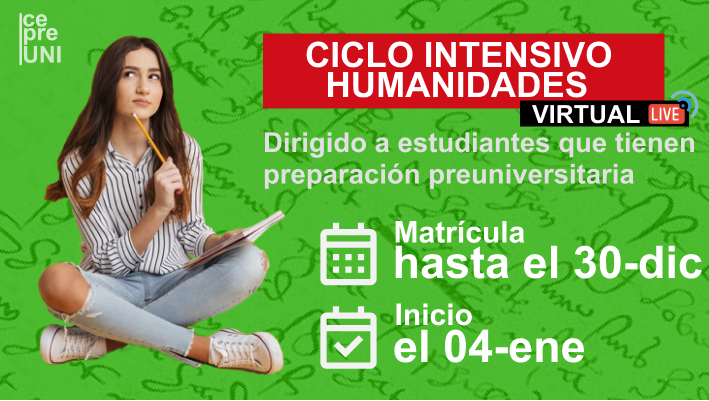 ce
pre
UNI
CICLO INTENSIVO
HUMANIDADES
VIRTUAL LIVE
Dirigido a estudiantes que tienen
preparación preuniversitaria
Matrícula
hasta el 30-dic
Inicio
el 04-ene